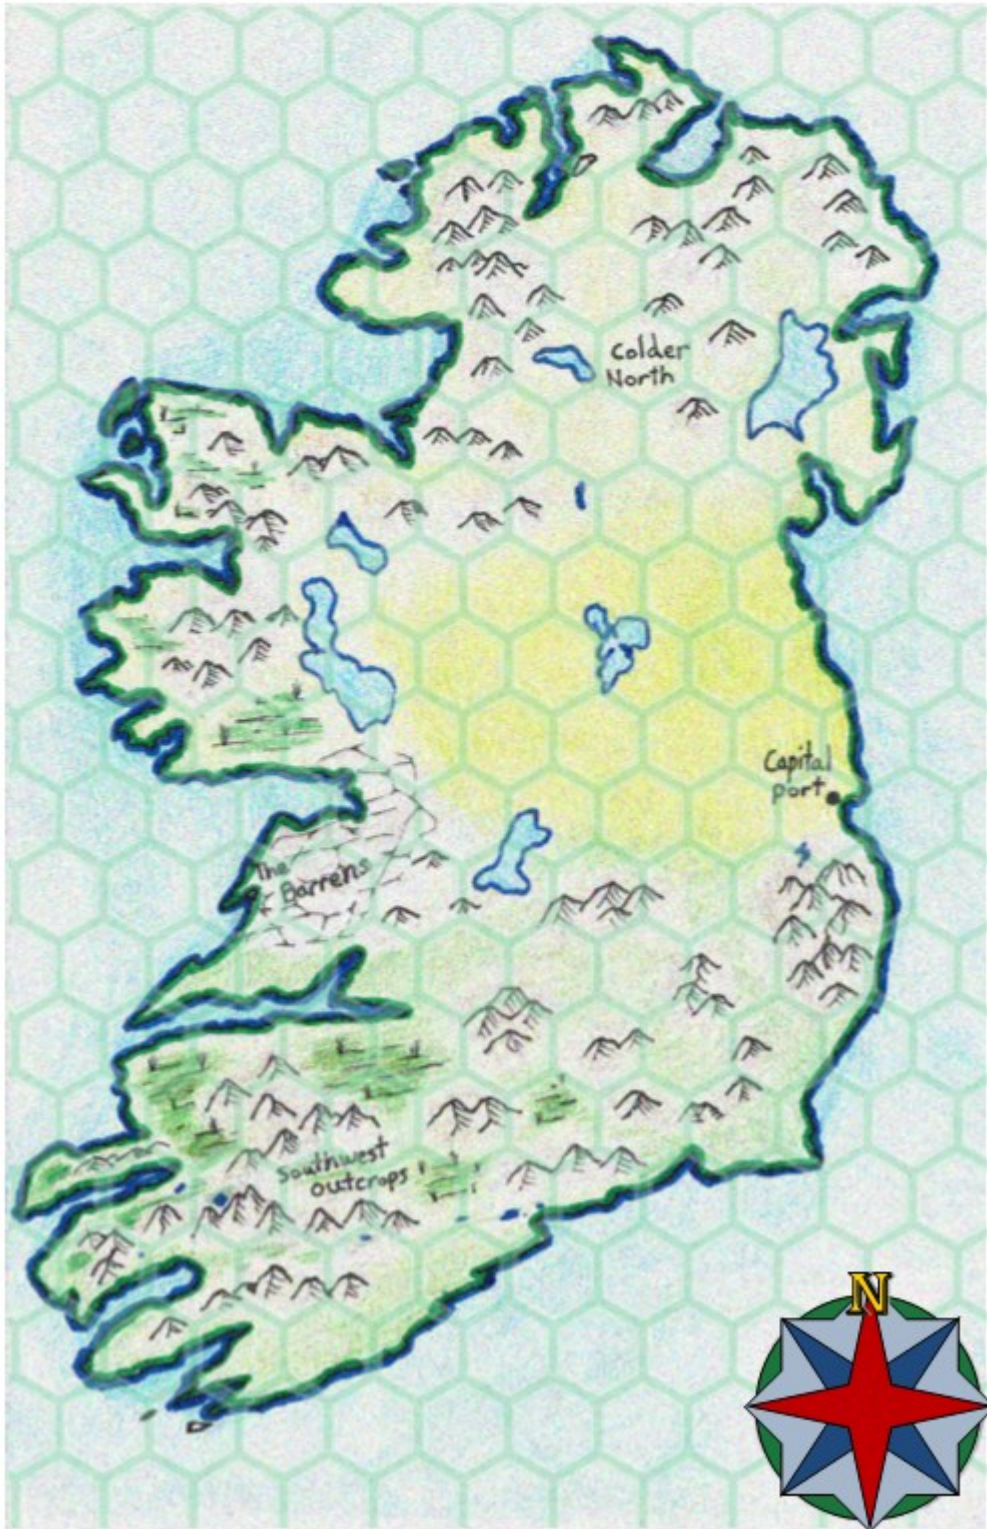 Colder
North
Capital
port
The
Barrens
Southwest
outcrops
N